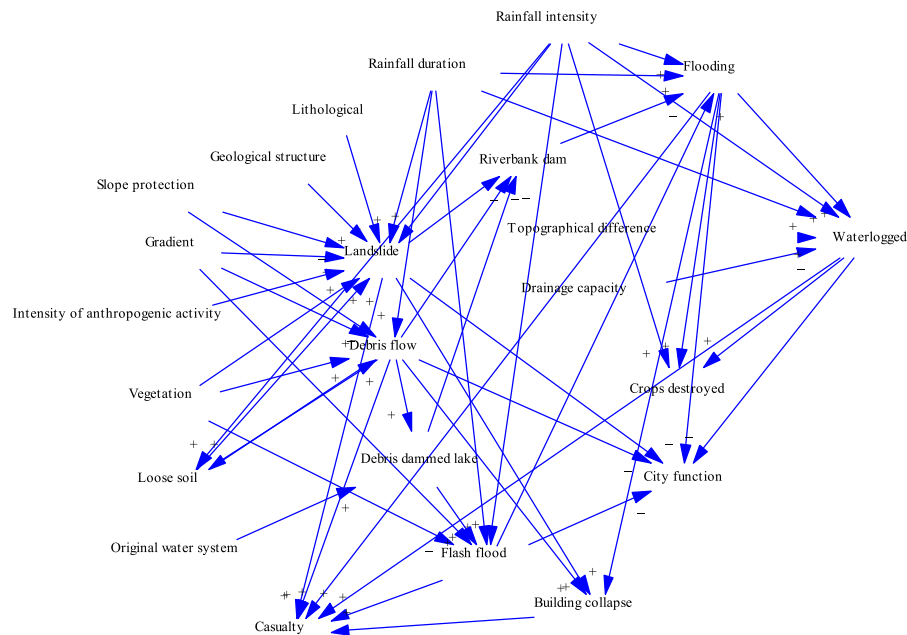 Rainfall intensity
Rainfall duration
Flooding
Lithological
Geological structure
Riverbank dam
Slope protection
Topographical difference
Waterlogged
Gradient
Landslide
Drainage capacity
Intensity of anthropogenic activity
Debris flow
Crops destroyed
Vegetation
Debris dammed lake
Loose soil
City function
Original water system
Flash flood
Building collapse
Casualty